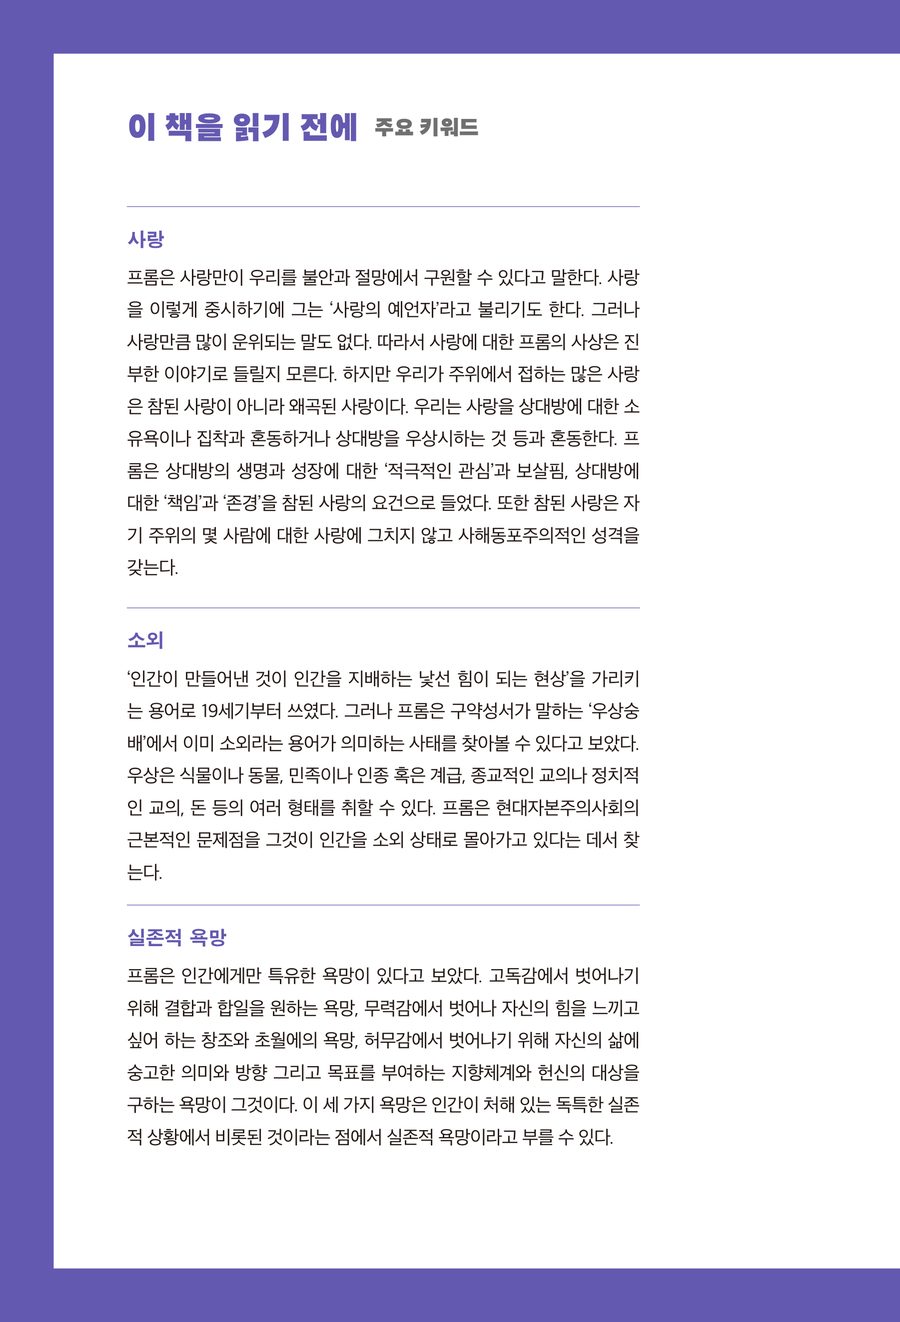 이 책을 읽기 전에 주요 키워드
사랑
프롬은 사랑만이 우리를 불안과 절망에서 구원할 수 있다고 말한다. 사랑
을 이렇게 중시하기에 그는 ‘사랑의 예언자’라고 불리기도 한다. 그러나
사랑만큼 많이 운위되는 말도 없다. 따라서 사랑에 대한 프롬의 사상은 진
부한 이야기로 들릴지 모른다. 하지만 우리가 주위에서 접하는 많은 사랑
은 참된 사랑이 아니라 왜곡된 사랑이다. 우리는 사랑을 상대방에 대한 소
유욕이나 집착과 혼동하거나 상대방을 우상시하는 것 등과 혼동한다. 프
롬은 상대방의 생명과 성장에 대한 ‘적극적인 관심’과 보살핌, 상대방에
대한 ‘책임’과 ‘존경’을 참된 사랑의 요건으로 들었다. 또한 참된 사랑은 자
기 주위의 몇 사람에 대한 사랑에 그치지 않고 사해동포주의적인 성격을
갖는다.
소외
‘인간이 만들어낸 것이 인간을 지배하는 낯선 힘이 되는 현상’을 가리키
는 용어로 19세기부터 쓰였다. 그러나 프롬은 구약성서가 말하는 ‘우상숭
배’에서 이미 소외라는 용어가 의미하는 사태를 찾아볼 수 있다고 보았다.
우상은 식물이나 동물, 민족이나 인종 혹은 계급, 종교적인 교의나 정치적
인 교의, 돈 등의 여러 형태를 취할 수 있다. 프롬은 현대자본주의사회의
근본적인 문제점을 그것이 인간을 소외 상태로 몰아가고 있다는 데서 찾
는다.
실존적 욕망
프롬은 인간에게만 특유한 욕망이 있다고 보았다. 고독감에서 벗어나기
위해 결합과 합일을 원하는 욕망, 무력감에서 벗어나 자신의 힘을 느끼고
싶어 하는 창조와 초월에의 욕망, 허무감에서 벗어나기 위해 자신의 삶에
숭고한 의미와 방향 그리고 목표를 부여하는 지향체계와 헌신의 대상을
구하는 욕망이 그것이다. 이 세 가지 욕망은 인간이 처해 있는 독특한 실존
적 상황에서 비롯된 것이라는 점에서 실존적 욕망이라고 부를 수 있다.